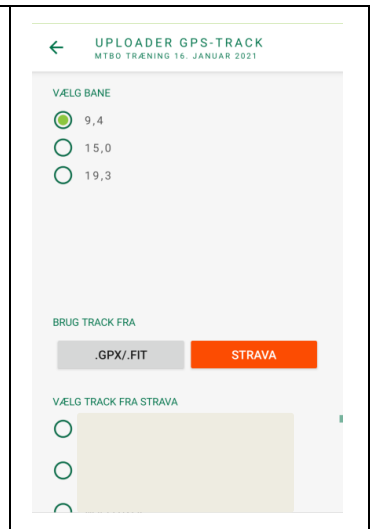 UPLOADER GPS-TRACK
MTBO TRÆNING 16. JANUAR 2021
VÆLG BANE
9,4
15,0
19,3
BRUG TRACK FRA
.GPX/.FIT STRAVA
VÆLG TRACK FRA STRAVA